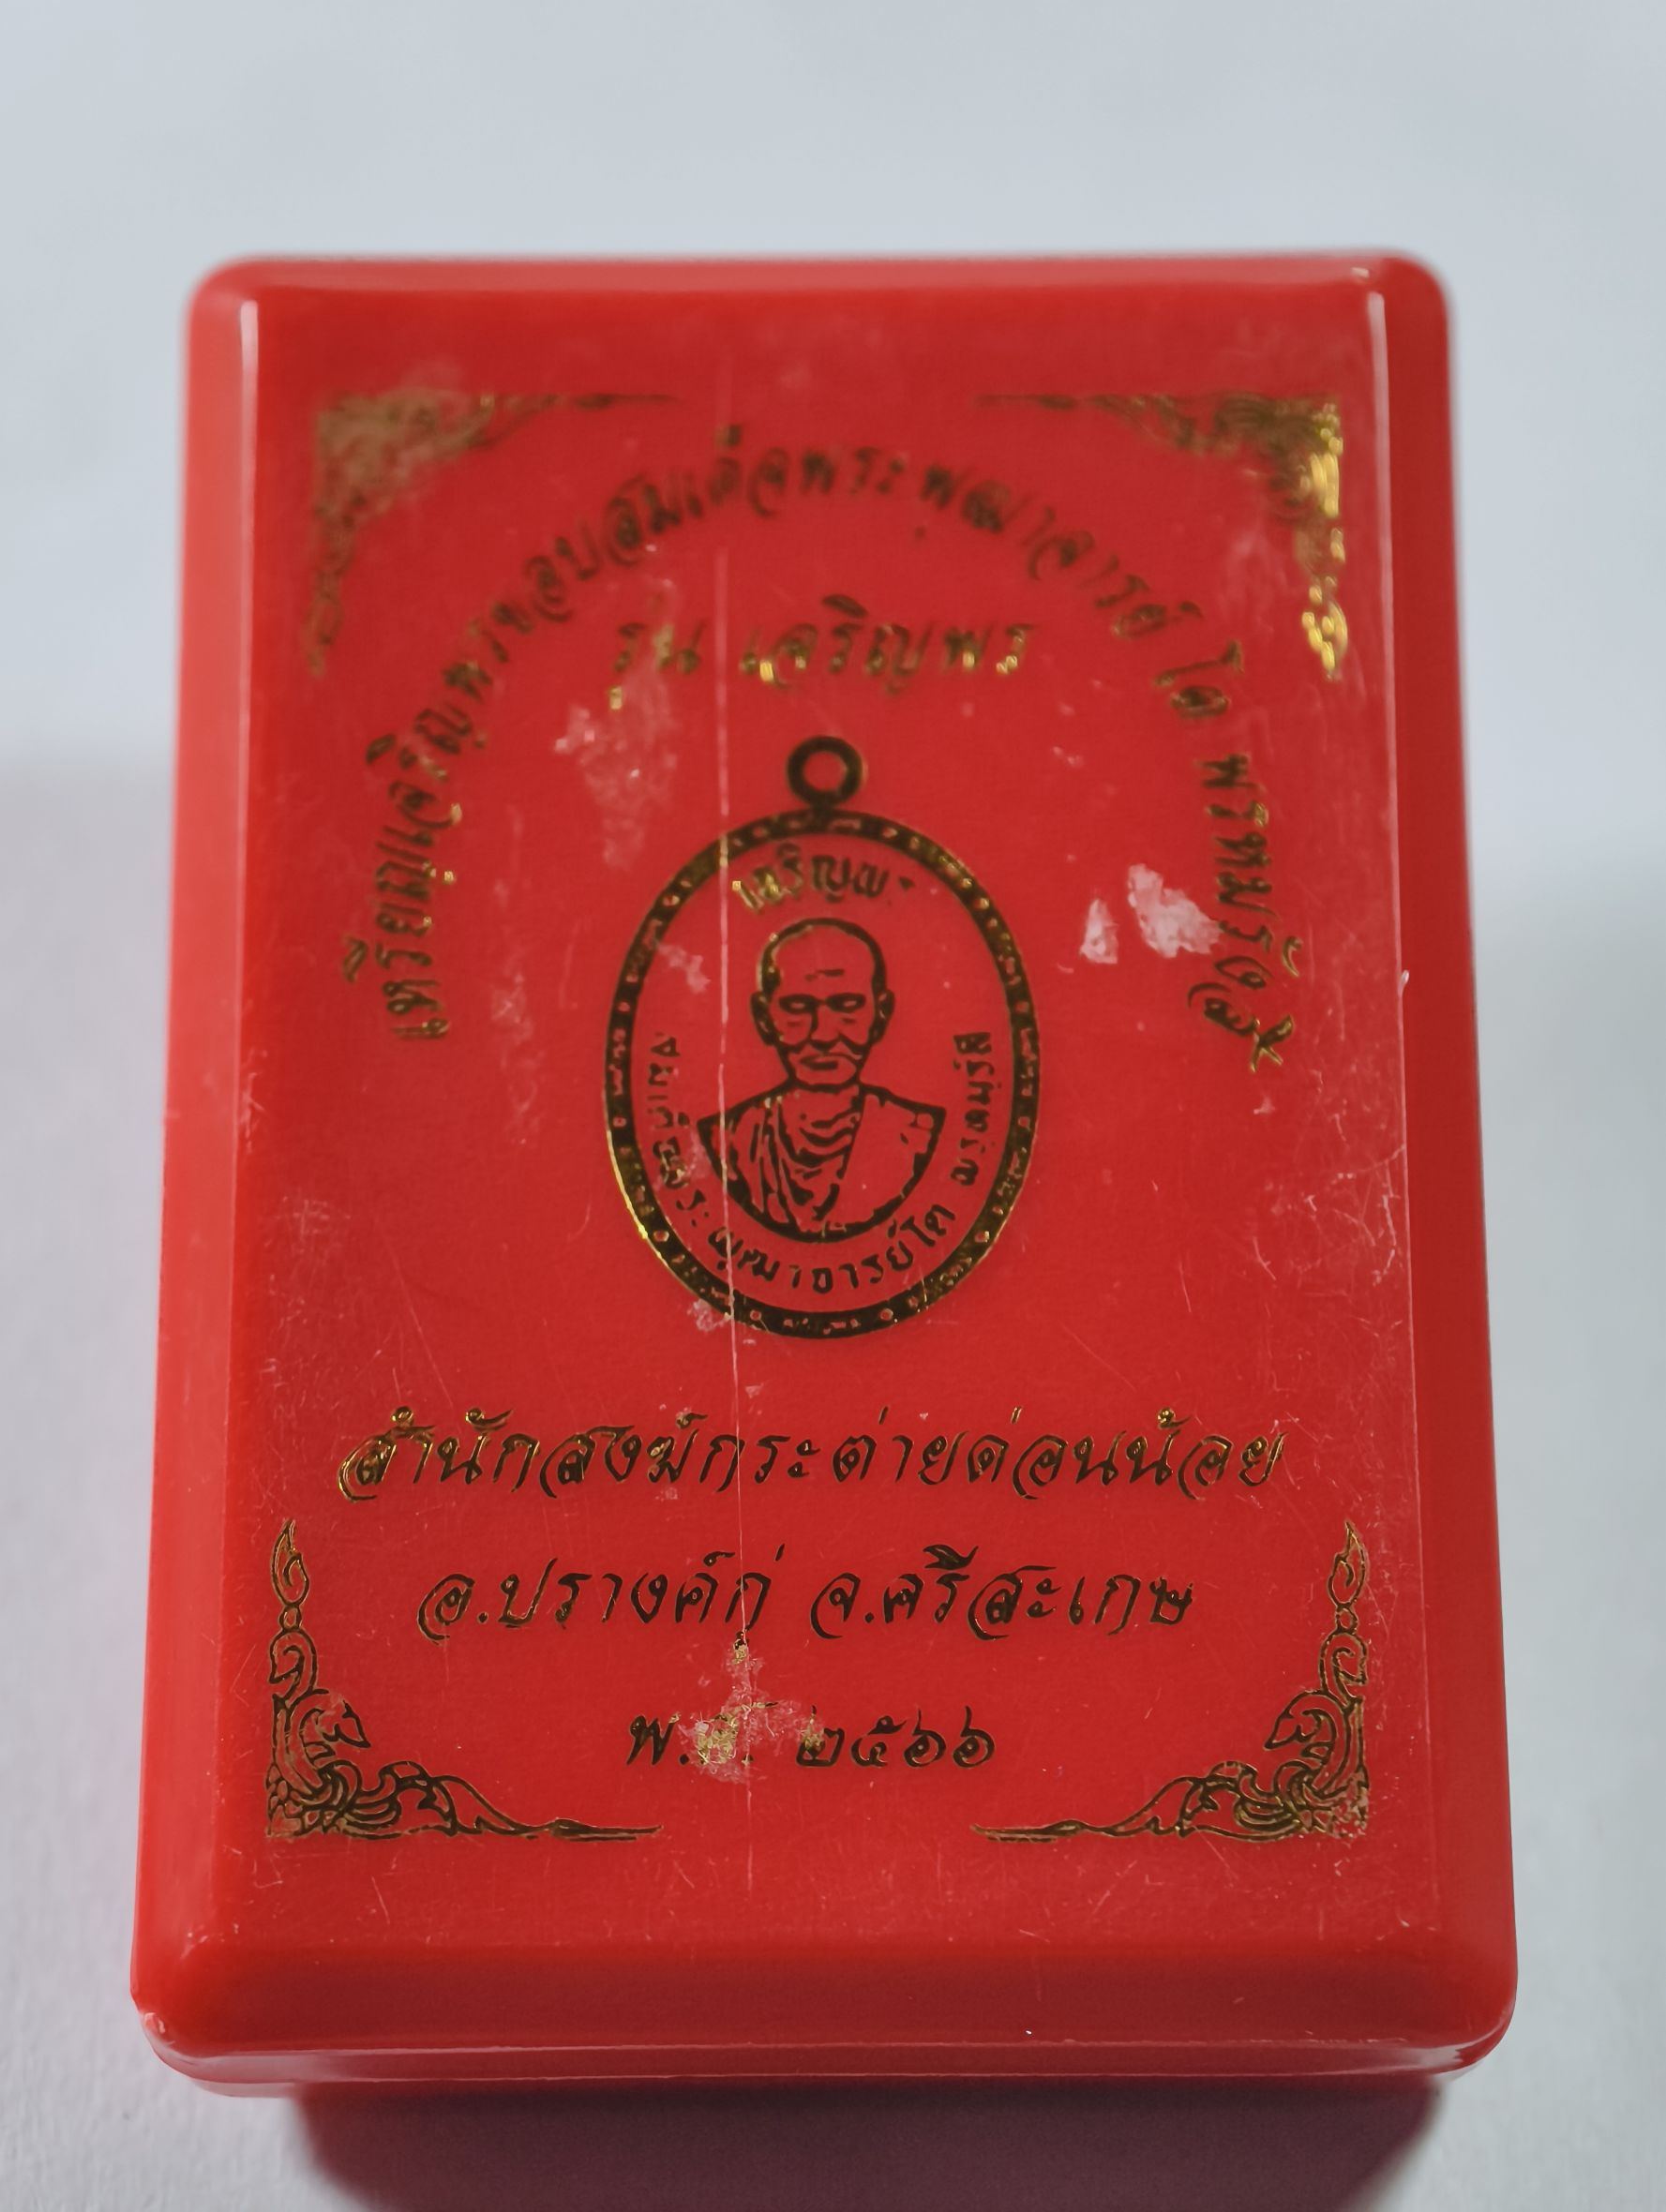 เหรียญเจริญพรขอบสมเด็จพระพุฒาจารย์ โต พรหมรังสี
รุ่น เจริญพร
เจริญพร
สมเด็จพระพุฒาจารย์โต พรหมรังสี
สำนักสงฆ์กระต่ายด่อนน้อย
อ.ปรางค์กู่ จ.ศรีสะเกษ
พ.ศ. ๒๕๖๖